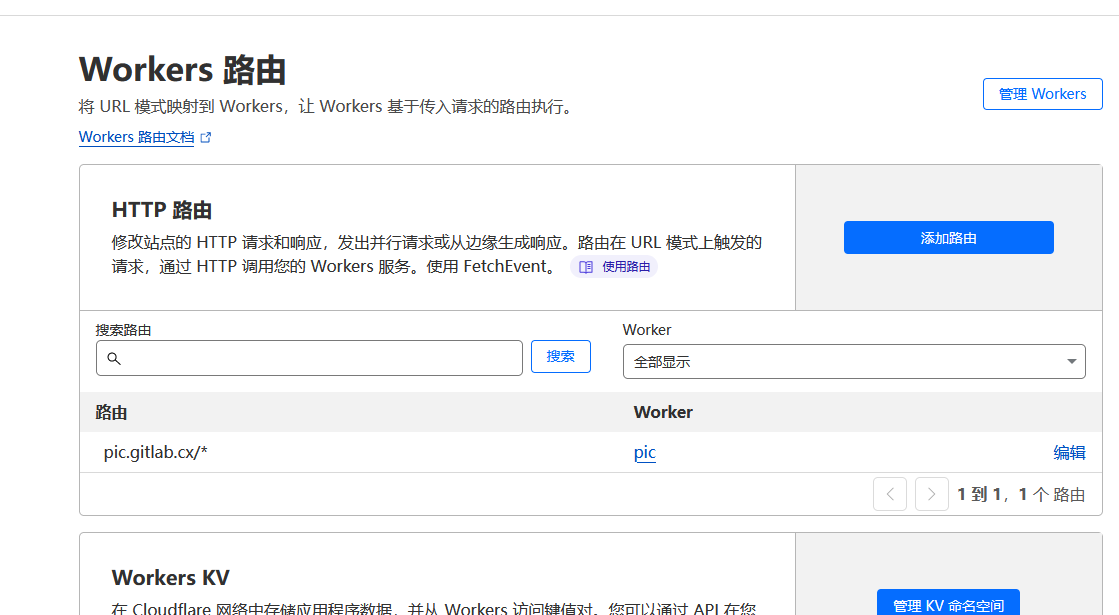 Workers 路由
将 URL 模式映射到 Workers，让 Workers 基于传入请求的路由执行。
管理 Workers
Workers 路由文档
HTTP 路由
修改站点的 HTTP 请求和响应，发出并行请求或从边缘生成响应。路由在 URL 模式上触发的
请求，通过 HTTP 调用您的 Workers 服务。使用 FetchEvent。 使用路由
添加路由
搜索路由
搜索
Worker
全部显示
路由 Worker
pic.gitlab.cx/* pic 编辑
1 到 1，1 个 路由
Workers KV
在 Cloudflare 网络中存储应用程序数据，并从 Workers 访问键值对。您可以通过 API 在您
管理 KV 命名空间